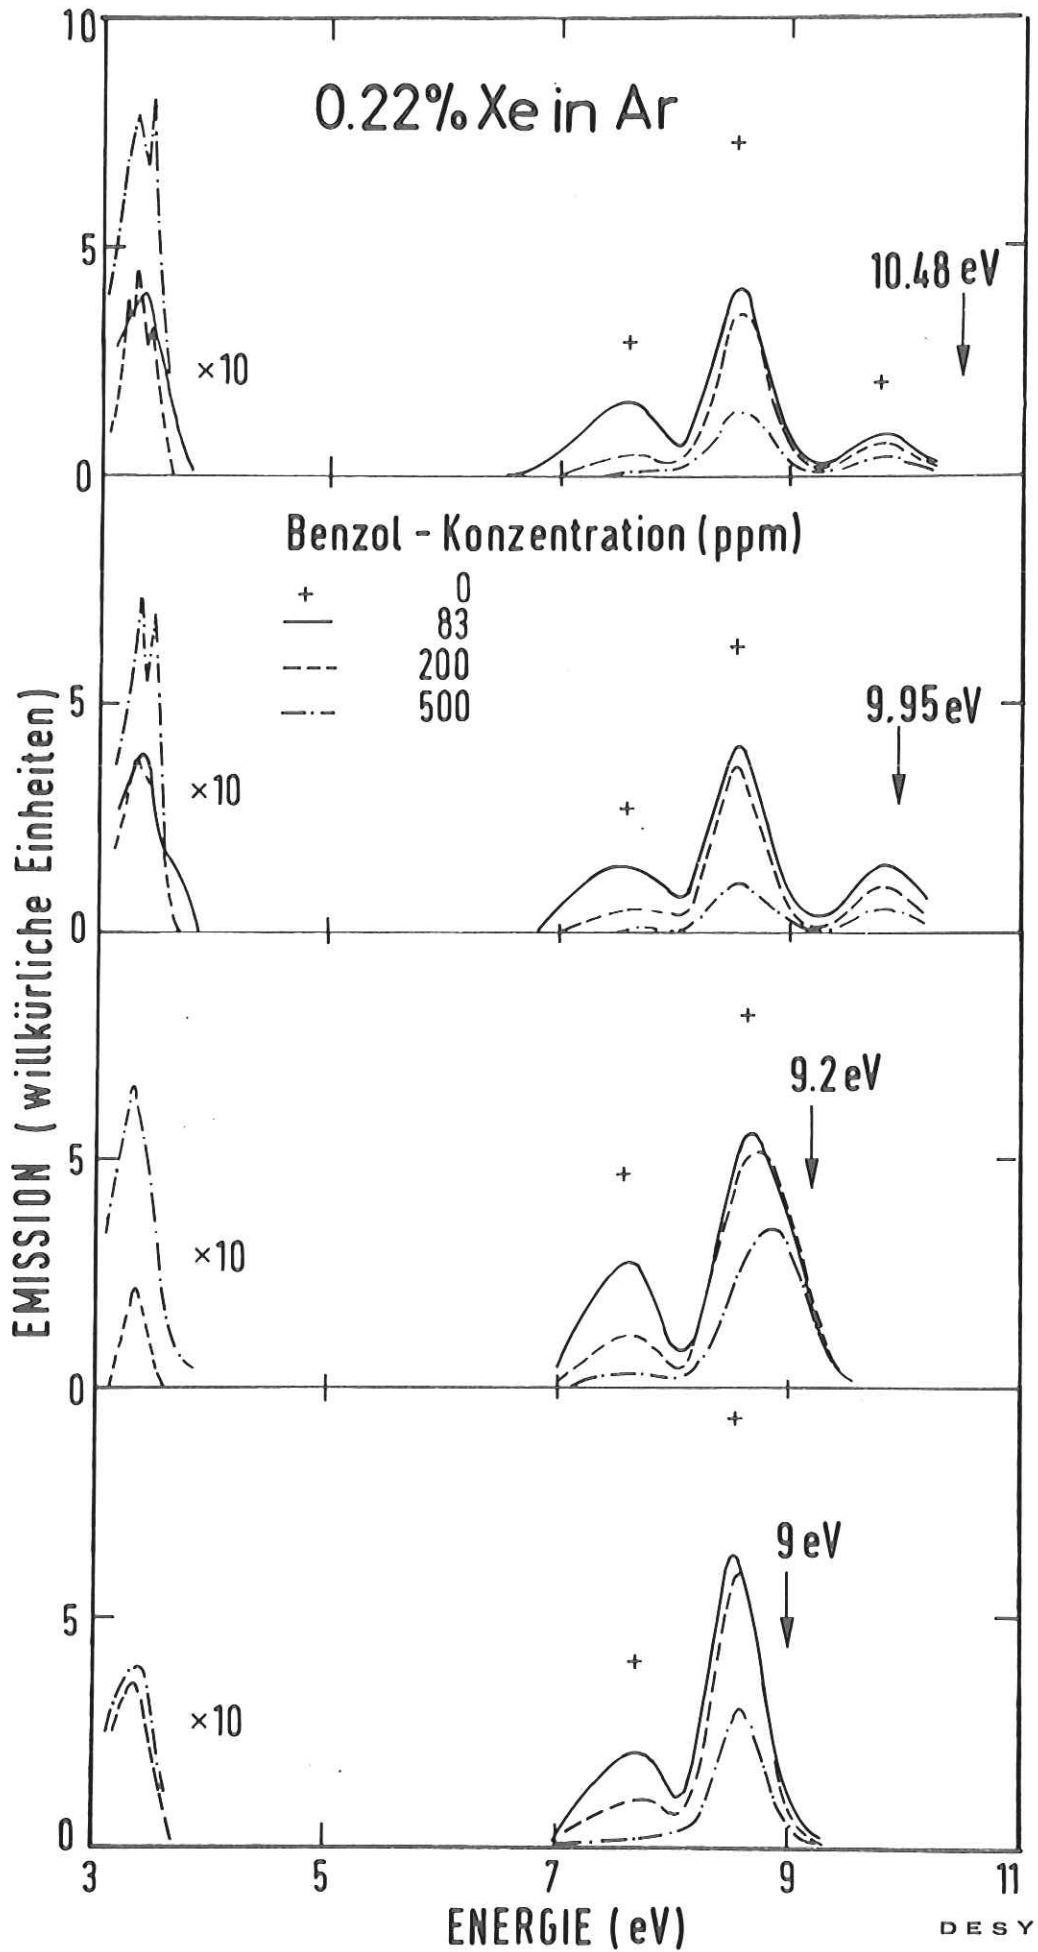 10
0.22% Xe in Ar
+
5
10.48 eV
+
+
×10
0
Benzol - Konzentration (ppm)
+ 0
83
200
500
+
5
9.95 eV
×10
+
0
+
9.2 eV
5
+
×10
0
+
9 eV
5
+
×10
0
3 5 7 9 11
ENERGIE (eV)
EMISSION (willkürliche Einheiten)
DESY